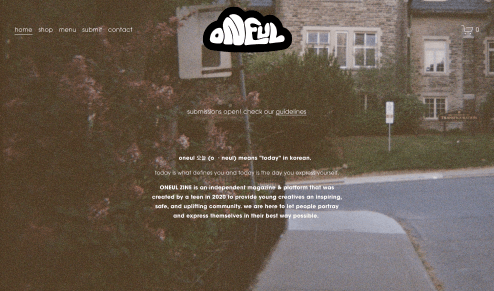 home shop menu submit contact
ONEUL
0
submissions open! check our guidelines
oneul 오늘 (o · neul) means "today" in korean.
today is what defines you and today is the day you express yourself.
ONEUL ZINE is an independent magazine & platform that was
created by a teen in 2020 to provide young creatives an inspiring,
safe, and uplifting community. we are here to let people portray
and express themselves in their best way possible.